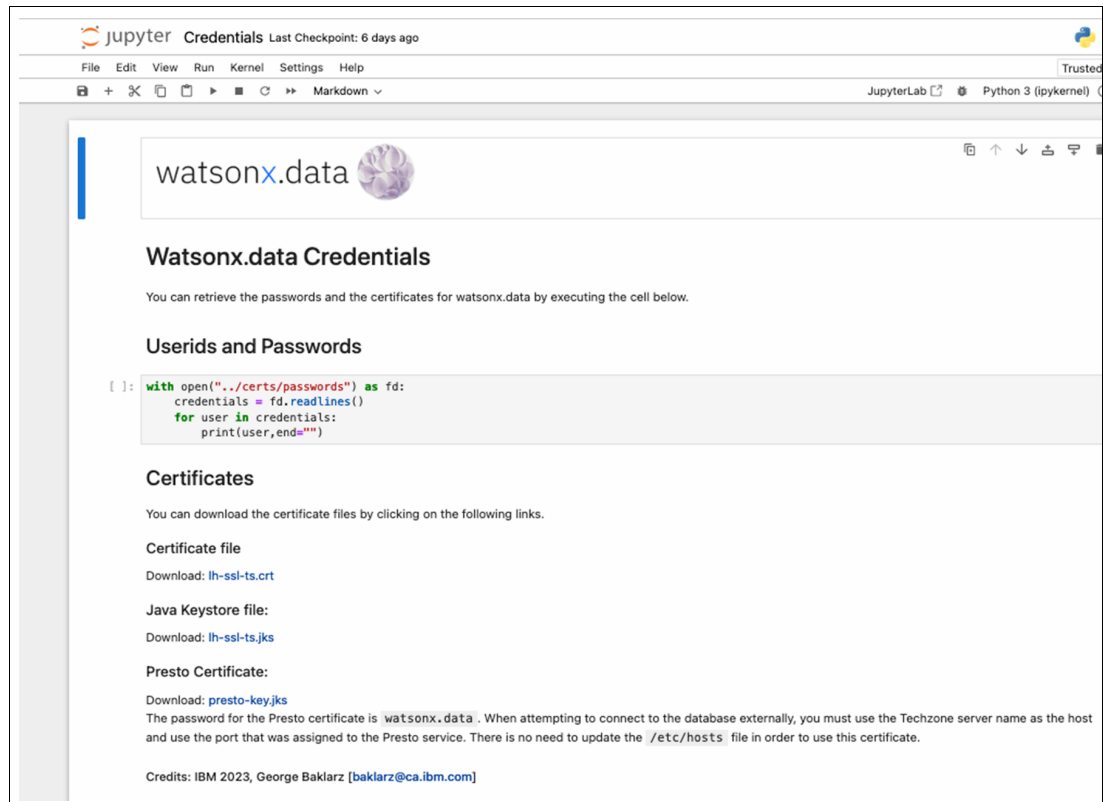 jupyter Credentials Last Checkpoint: 6 days ago
File Edit View Run Kernel Settings Help
Trusted
Markdown
JupyterLab Python 3 (ipykernel)
watsonx.data
Watsonx.data Credentials
You can retrieve the passwords and the certificates for watsonx.data by executing the cell below.
Userids and Passwords
[ ]: with open("../certs/passwords") as fd:
    credentials = fd.readlines()
    for user in credentials:
        print(user,end="")
Certificates
You can download the certificate files by clicking on the following links.
Certificate file
Download: lh-ssl-ts.crt
Java Keystore file:
Download: lh-ssl-ts.jks
Presto Certificate:
Download: presto-key.jks
The password for the Presto certificate is watsonx.data . When attempting to connect to the database externally, you must use the Techzone server name as the host
and use the port that was assigned to the Presto service. There is no need to update the /etc/hosts file in order to use this certificate.
Credits: IBM 2023, George Baklarz [baklarz@ca.ibm.com]